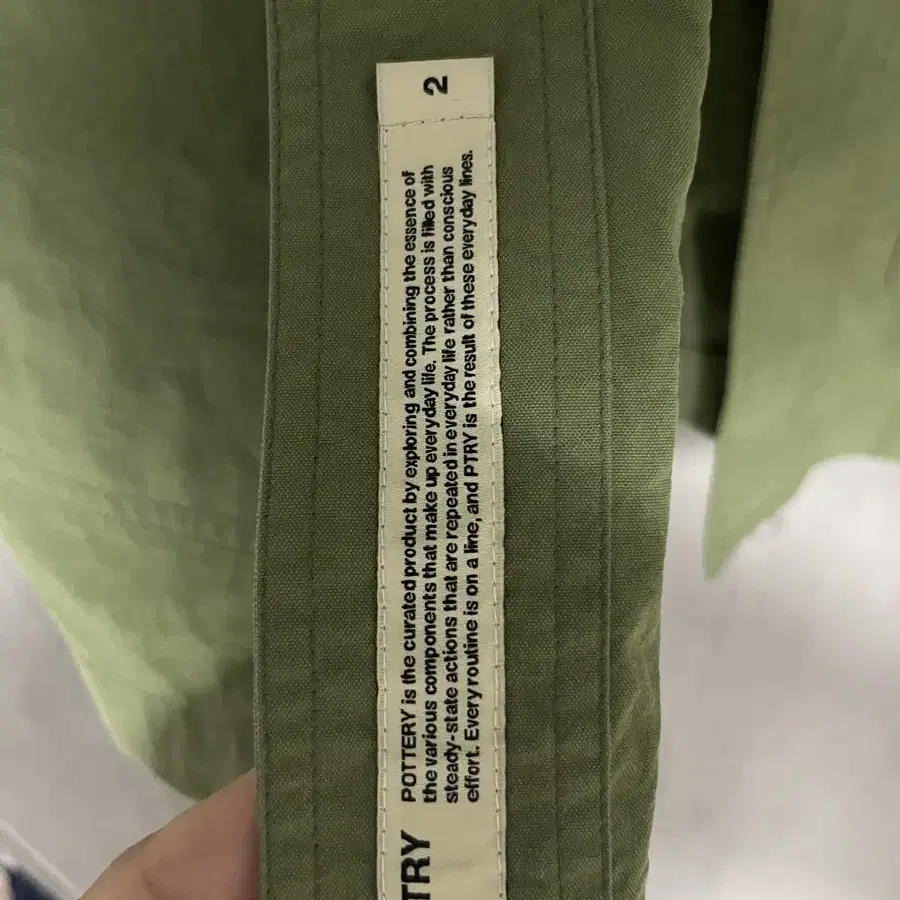 TRY
POTTERY is the curated product by exploring and combining the essence of
the various components that make up everyday life. The process is filled with
steady-state actions that are repeated in everyday life rather than conscious
effort. Every routine is on a line, and PTRY is the result of these everyday lines.
2